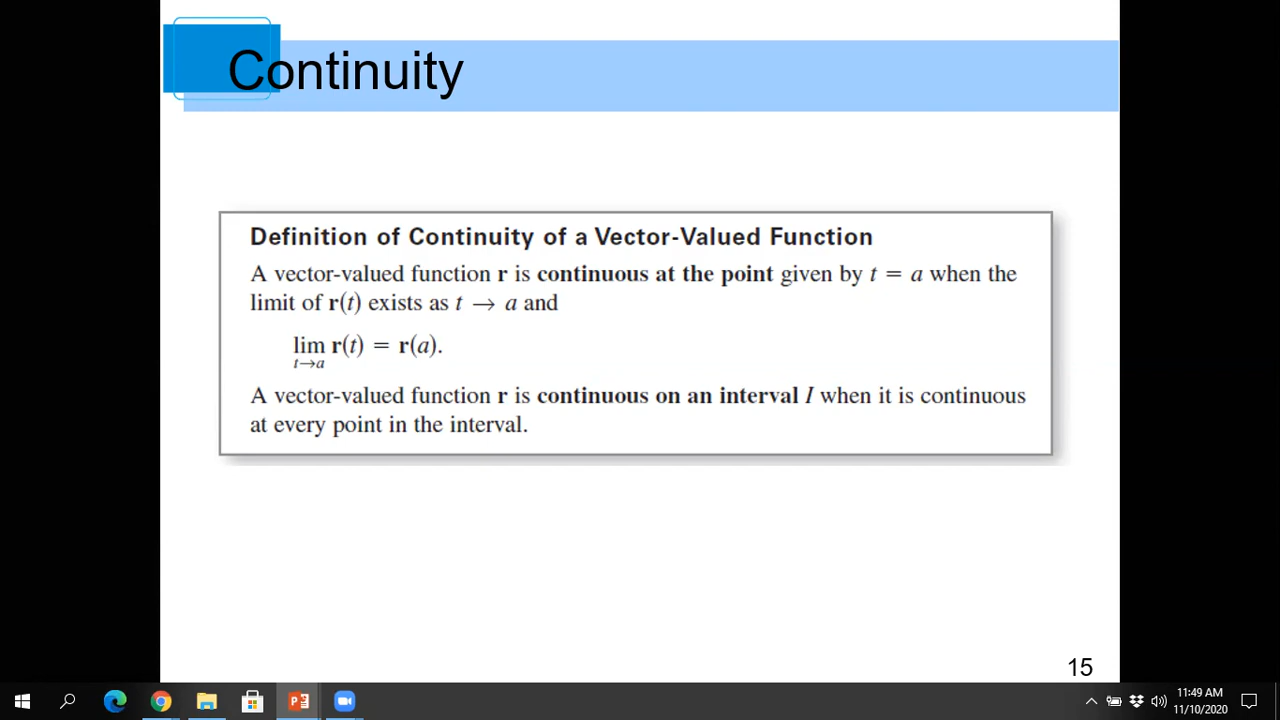 Continuity
Definition of Continuity of a Vector-Valued Function
A vector-valued function r is continuous at the point given by t = a when the
limit of r(t) exists as t → a and
lim r(t) = r(a).
t→a
A vector-valued function r is continuous on an interval I when it is continuous
at every point in the interval.
15
11:49 AM
11/10/2020